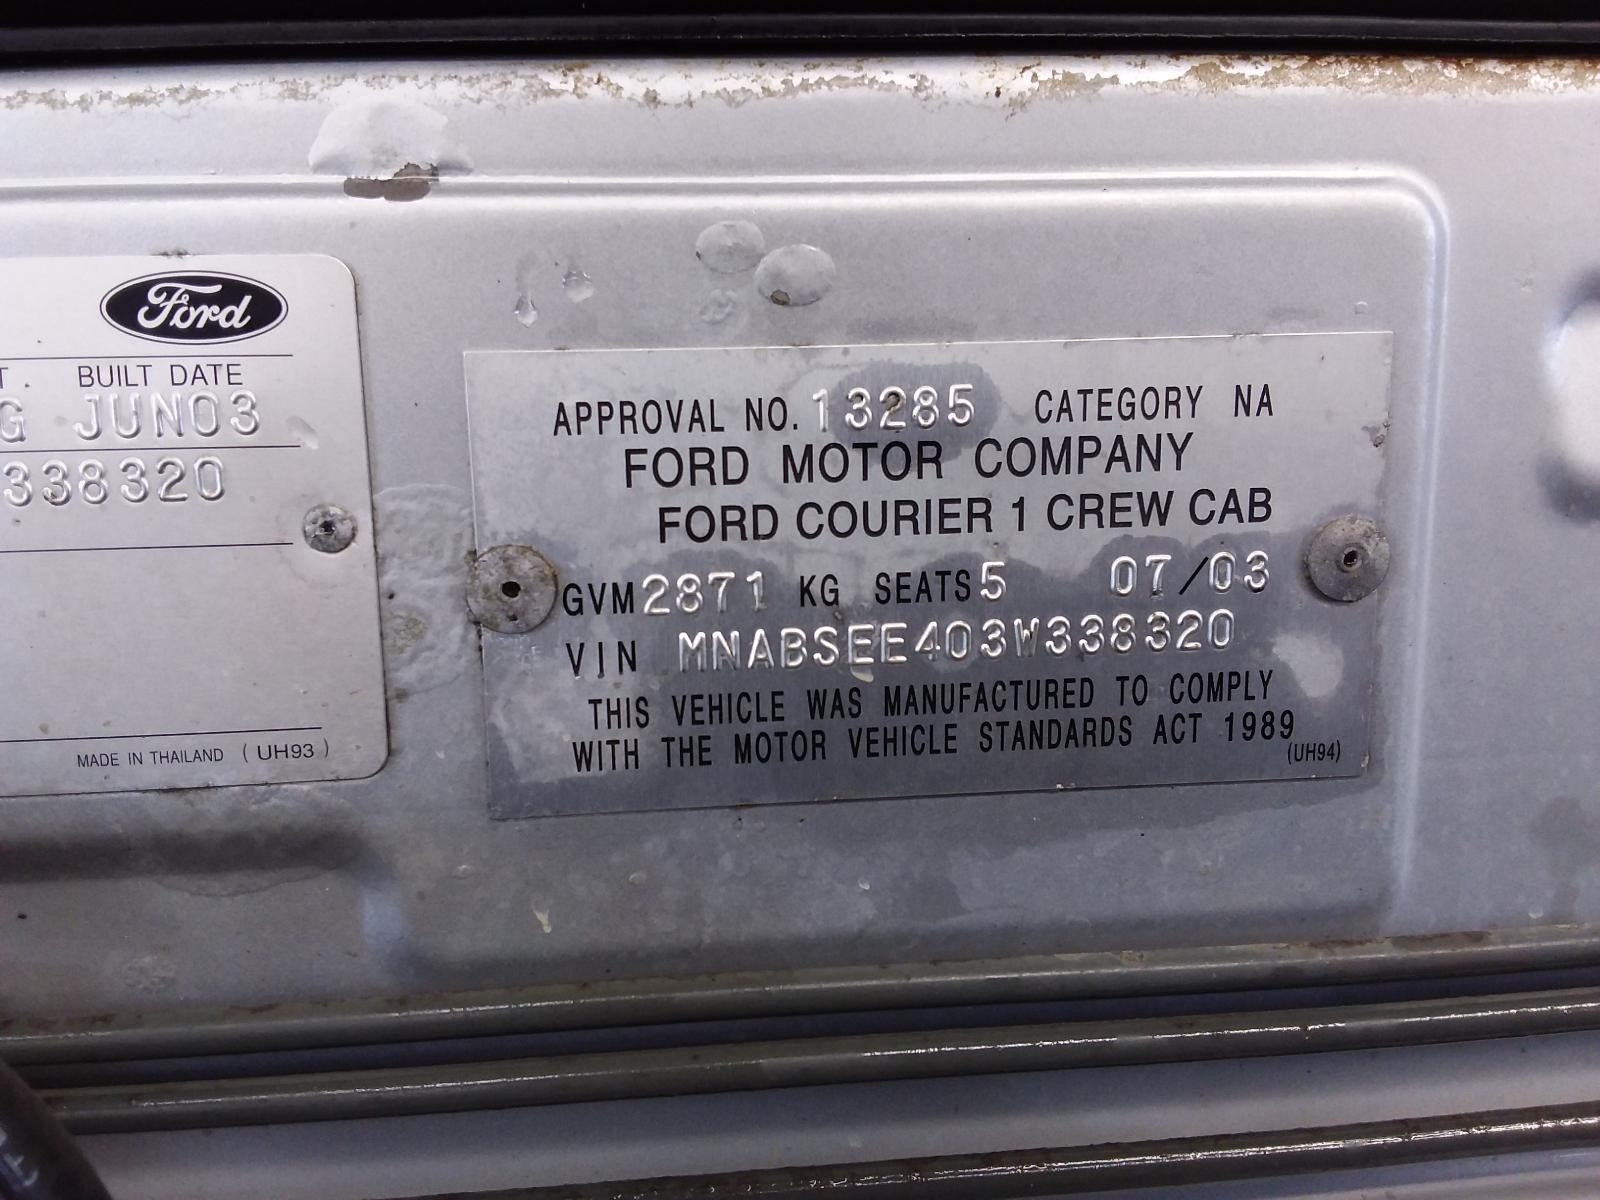 Ford
T. BUILT DATE
G JUN03
338320
MADE IN THAILAND (UH93)
APPROVAL NO. 13285 CATEGORY NA
FORD MOTOR COMPANY
FORD COURIER 1 CREW CAB
GVM 2871 KG SEATS 5 07/03
VIN MNABSEE403W338320
THIS VEHICLE WAS MANUFACTURED TO COMPLY
WITH THE MOTOR VEHICLE STANDARDS ACT 1989
(UH94)